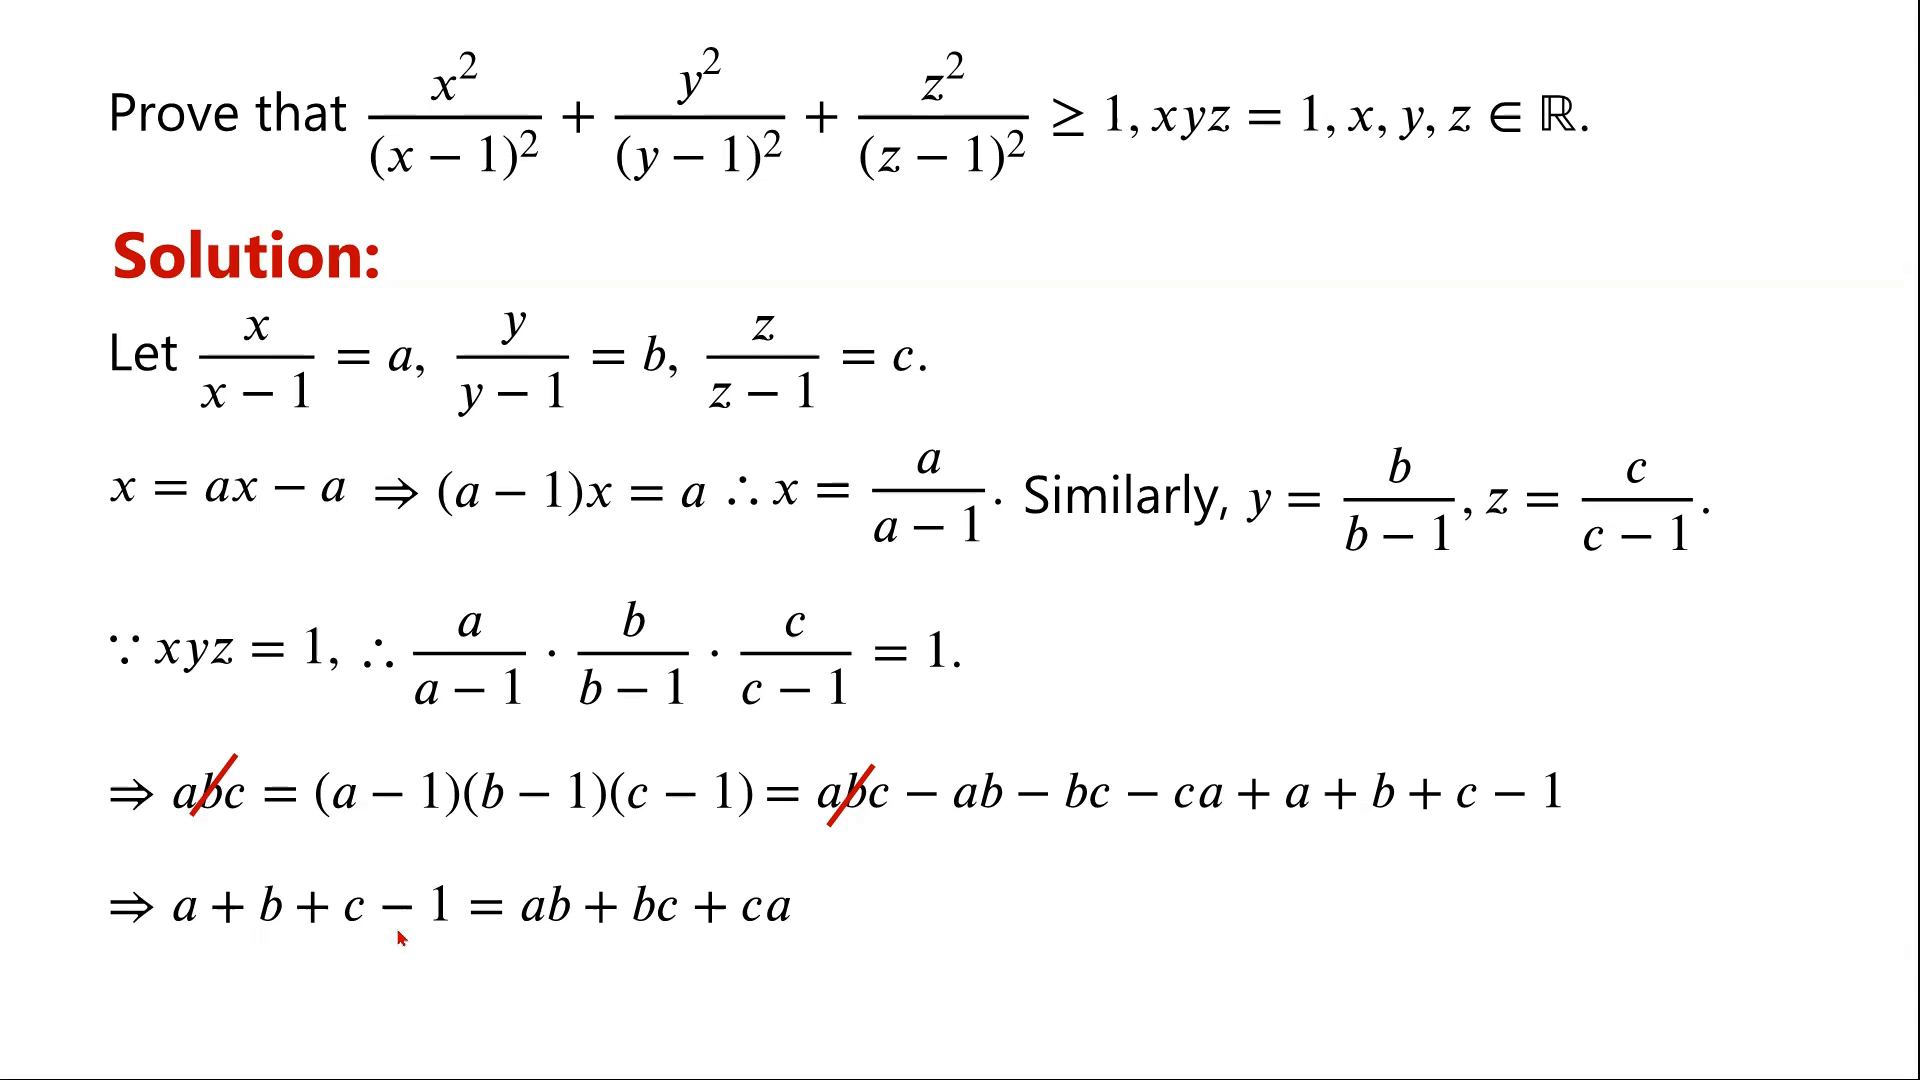 Prove that x²/(x − 1)² + y²/(y − 1)² + z²/(z − 1)² ≥ 1, xyz = 1, x, y, z ∈ ℝ.
Solution:
Let x/(x − 1) = a, y/(y − 1) = b, z/(z − 1) = c.
x = ax − a ⇒ (a − 1)x = a ∴ x = a/(a − 1). Similarly, y = b/(b − 1), z = c/(c − 1).
∵ xyz = 1, ∴ a/(a − 1) · b/(b − 1) · c/(c − 1) = 1.
⇒ abc = (a − 1)(b − 1)(c − 1) = abc − ab − bc − ca + a + b + c − 1
⇒ a + b + c − 1 = ab + bc + ca